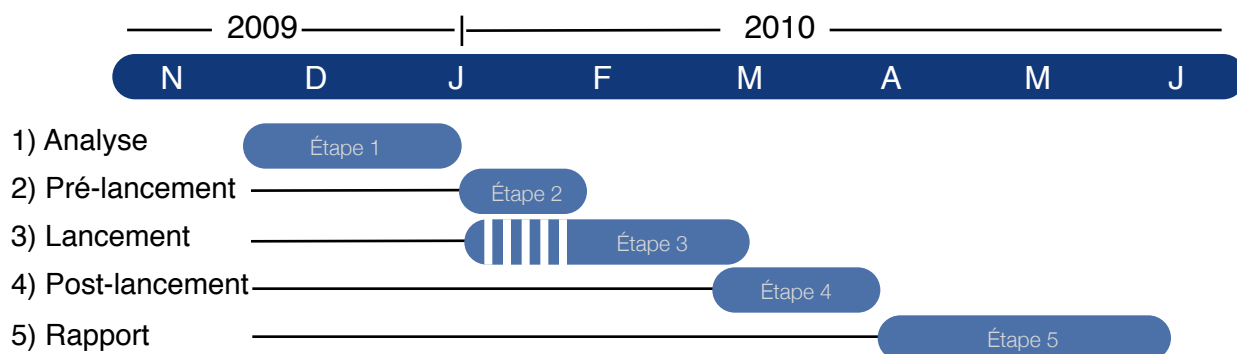 2009 | 2010
N D J F M A M J
1) Analyse Étape 1
2) Pré-lancement Étape 2
3) Lancement Étape 3
4) Post-lancement Étape 4
5) Rapport Étape 5